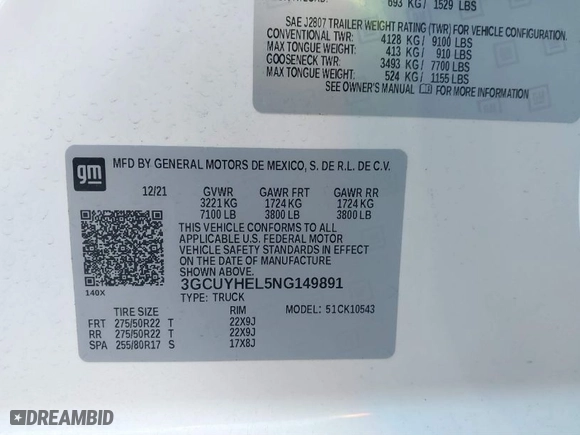 693 KG/ 1529 LBS
SAE J2807 TRAILER WEIGHT RATING (TWR) FOR VEHICLE CONFIGURATION.
CONVENTIONAL TWR: 4128 KG/ 9100 LBS
MAX TONGUE WEIGHT: 413 KG/ 910 LBS
GOOSENECK TWR: 3493 KG/ 7700 LBS
MAX TONGUE WEIGHT: 524 KG/ 1155 LBS
SEE OWNER'S MANUAL FOR MORE INFORMATION
gm
MFD BY GENERAL MOTORS DE MEXICO, S. DE R.L. DE C.V.
12/21 GVWR GAWR FRT GAWR RR
3221 KG 1724 KG 1724 KG
7100 LB 3800 LB 3800 LB
THIS VEHICLE CONFORMS TO ALL
APPLICABLE U.S. FEDERAL MOTOR
VEHICLE SAFETY STANDARDS IN EFFECT
ON THE DATE OF MANUFACTURE
SHOWN ABOVE.
3GCUYHEL5NG149891
140X
TYPE: TRUCK
TIRE SIZE RIM MODEL: 51CK10543
FRT 275/50R22 T 22X9J
RR 275/50R22 T 22X9J
SPA 255/80R17 S 17X8J
DREAMBID